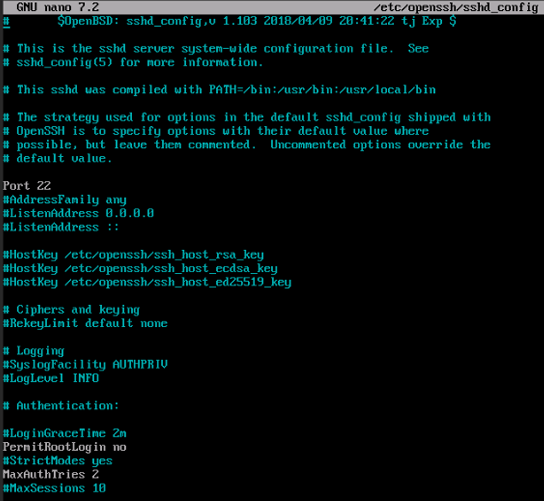 GNU nano 7.2 /etc/openssh/sshd_config
# $OpenBSD: sshd_config,v 1.103 2018/04/09 20:41:22 tj Exp $
# This is the sshd server system-wide configuration file.  See
# sshd_config(5) for more information.
# This sshd was compiled with PATH=/bin:/usr/bin:/usr/local/bin
# The strategy used for options in the default sshd_config shipped with
# OpenSSH is to specify options with their default value where
# possible, but leave them commented.  Uncommented options override the
# default value.
Port 22
#AddressFamily any
#ListenAddress 0.0.0.0
#ListenAddress ::
#HostKey /etc/openssh/ssh_host_rsa_key
#HostKey /etc/openssh/ssh_host_ecdsa_key
#HostKey /etc/openssh/ssh_host_ed25519_key
# Ciphers and keying
#RekeyLimit default none
# Logging
#SyslogFacility AUTHPRIV
#LogLevel INFO
# Authentication:
#LoginGraceTime 2m
PermitRootLogin no
#StrictModes yes
MaxAuthTries 2
#MaxSessions 10